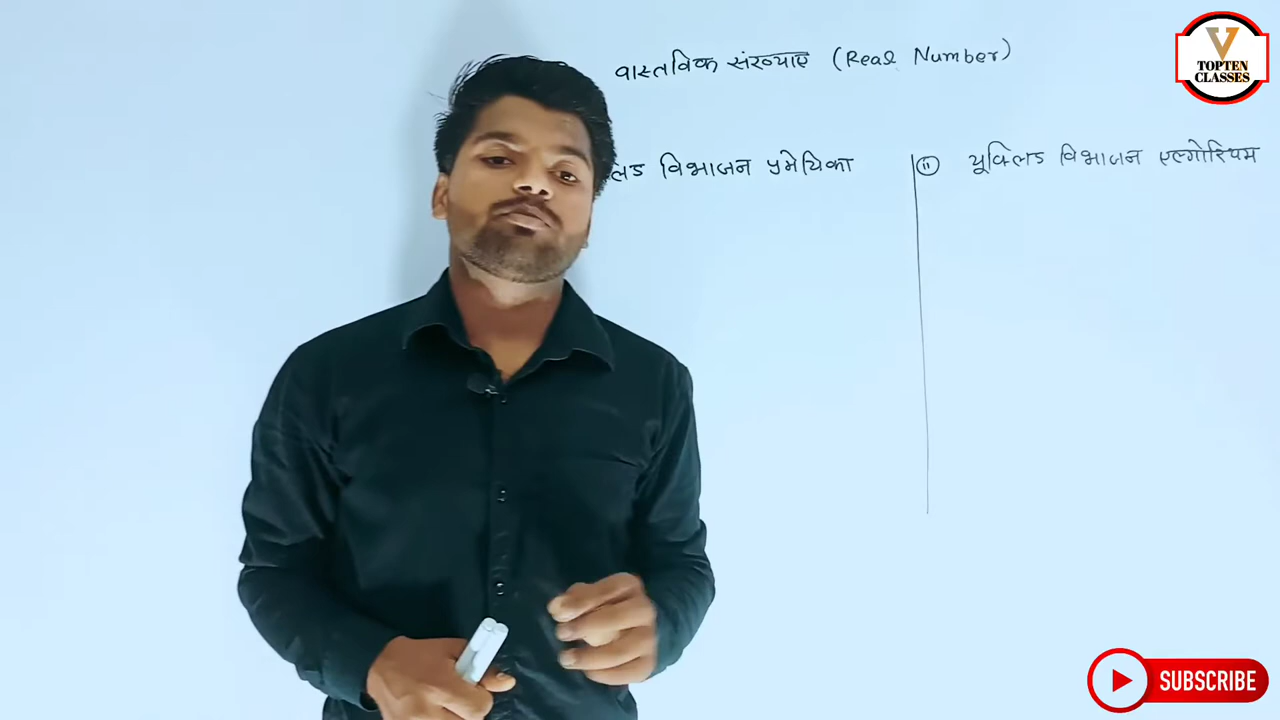 वास्तविक संख्याए (Real Number)
विभाजन प्रमेयिका
(ii) यूक्लिड विभाजन एल्गोरिथम
V
TOPTEN
CLASSES
SUBSCRIBE